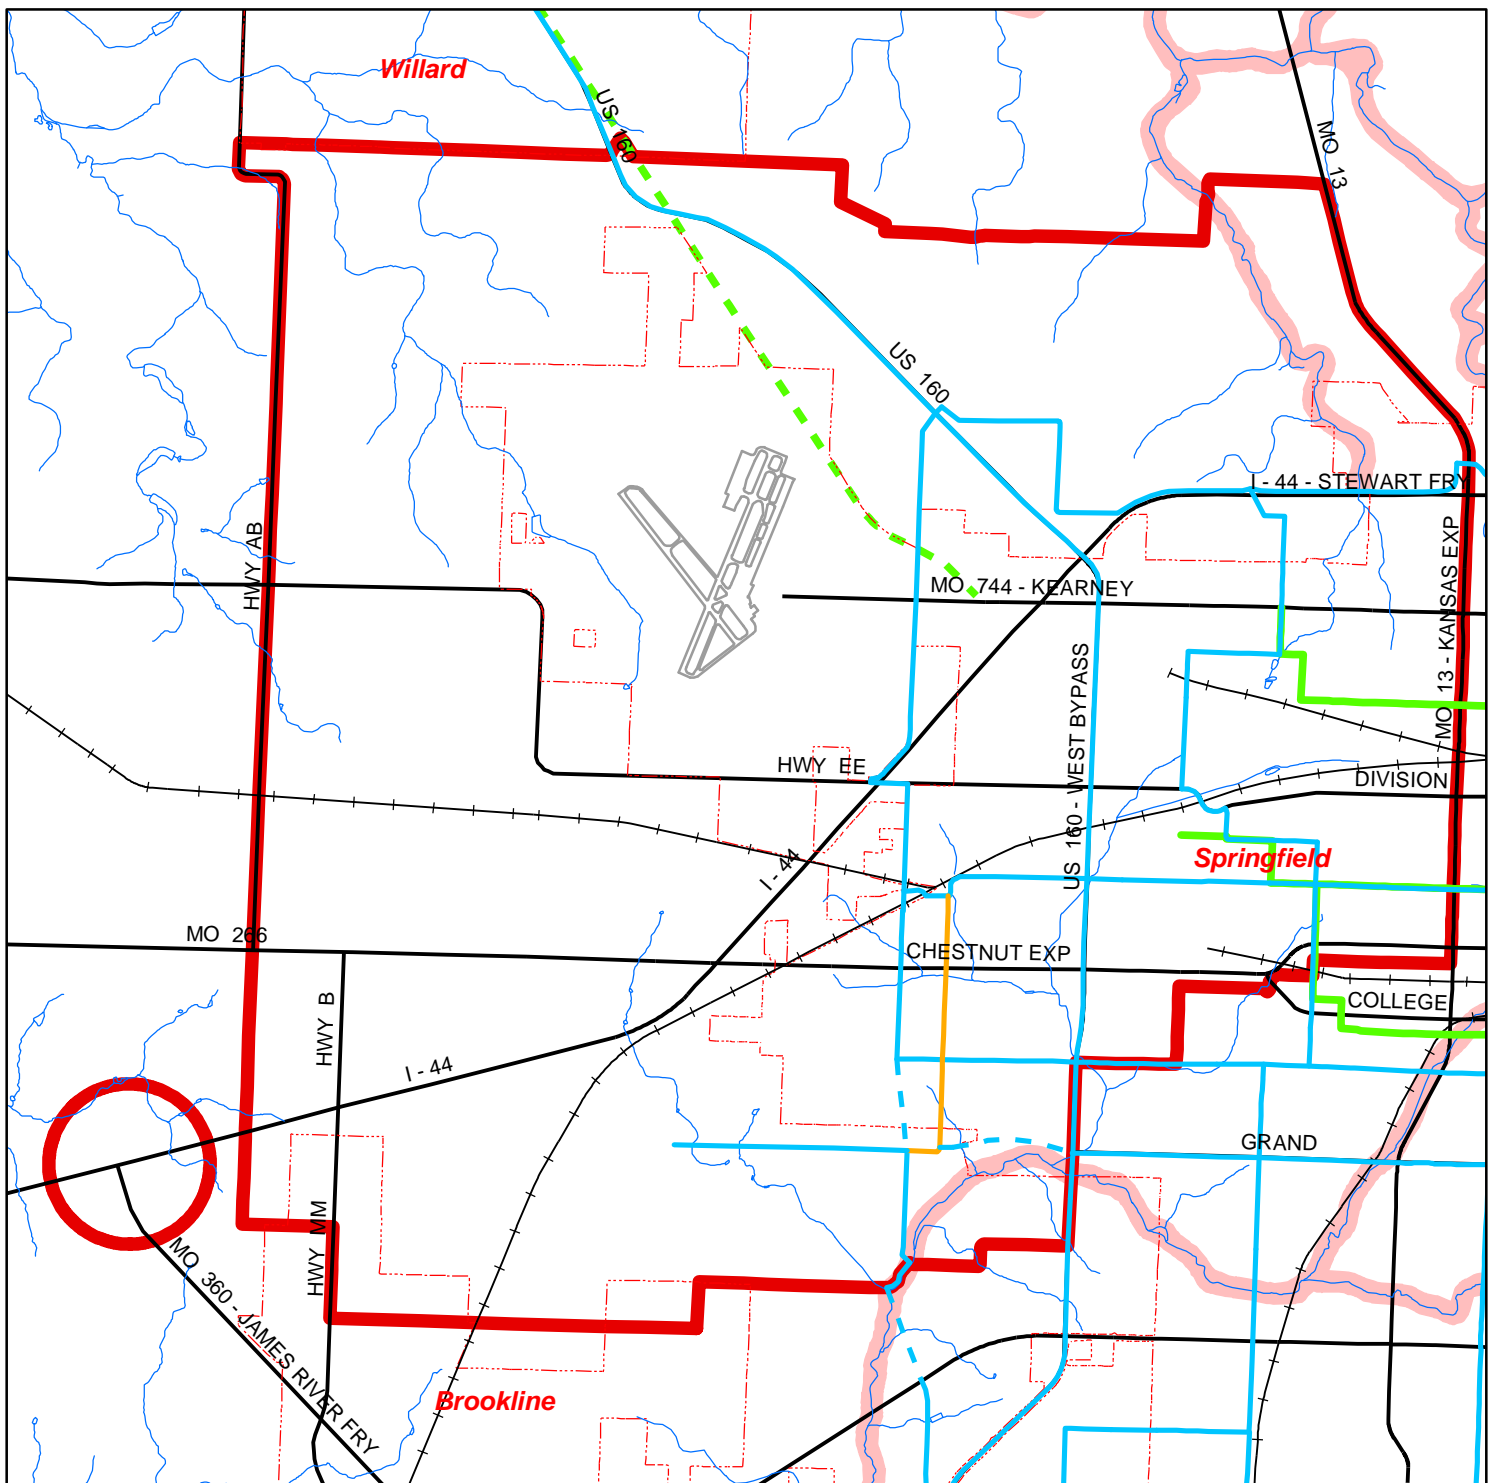 Willard
US 160
MO 13
US 160
I - 44 - STEWART FRY
HWY AB
MO 744 - KEARNEY
MO 13 - KANSAS EXP
US 160 - WEST BYPASS
HWY EE
DIVISION
I - 44
Springfield
MO 266
CHESTNUT EXP
HWY B
COLLEGE
I - 44
GRAND
HWY MM
MO 360 - JAMES RIVER FRY
Brookline